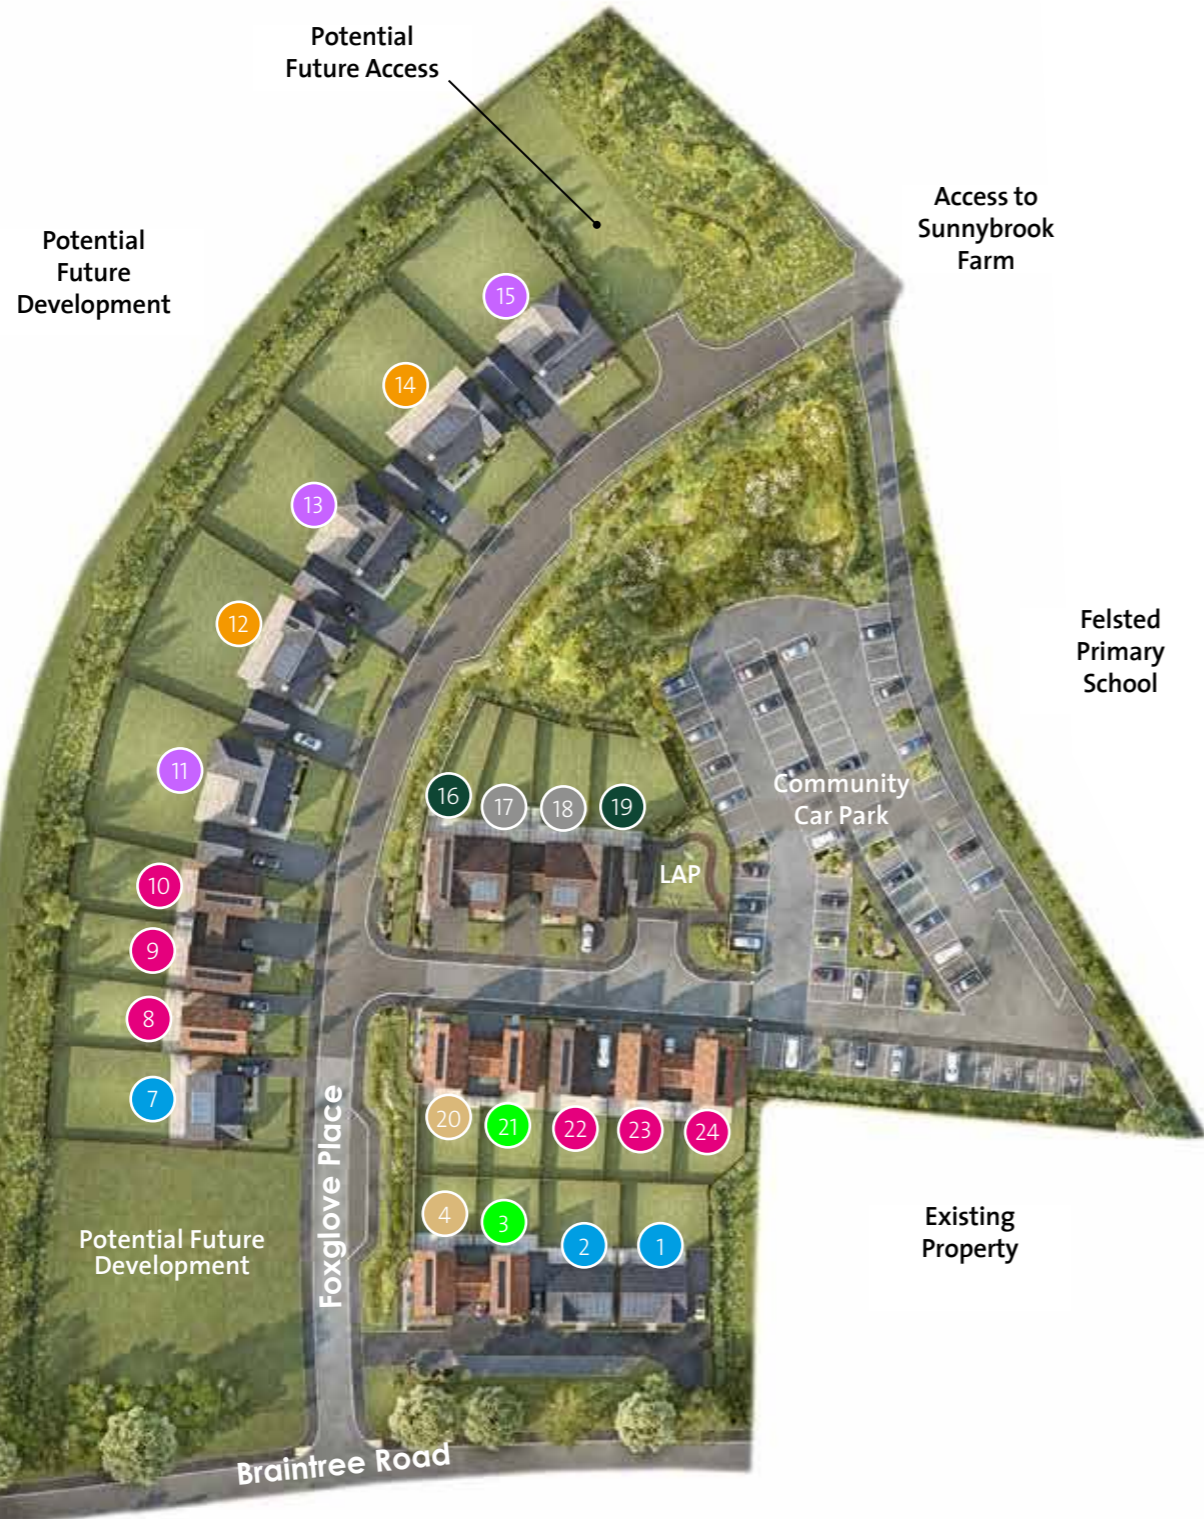 Potential
Future Access
Access to
Sunnybrook
Farm
Potential
Future
Development
15
14
13
12
11
Felsted
Primary
School
Community
Car Park
16
17
18
19
LAP
10
9
8
7
20
21
22
23
24
Foxglove Place
4
3
2
1
Existing
Property
Potential Future
Development
Braintree Road